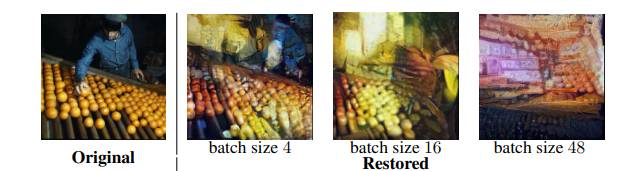 batch size 4
batch size 16
batch size 48
Original
Restored